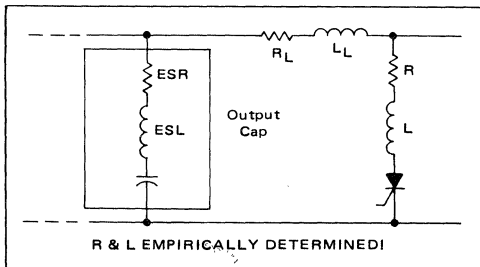 R_L
L_L
ESR
R
ESL
Output
Cap
L
R & L EMPIRICALLY DETERMINED!